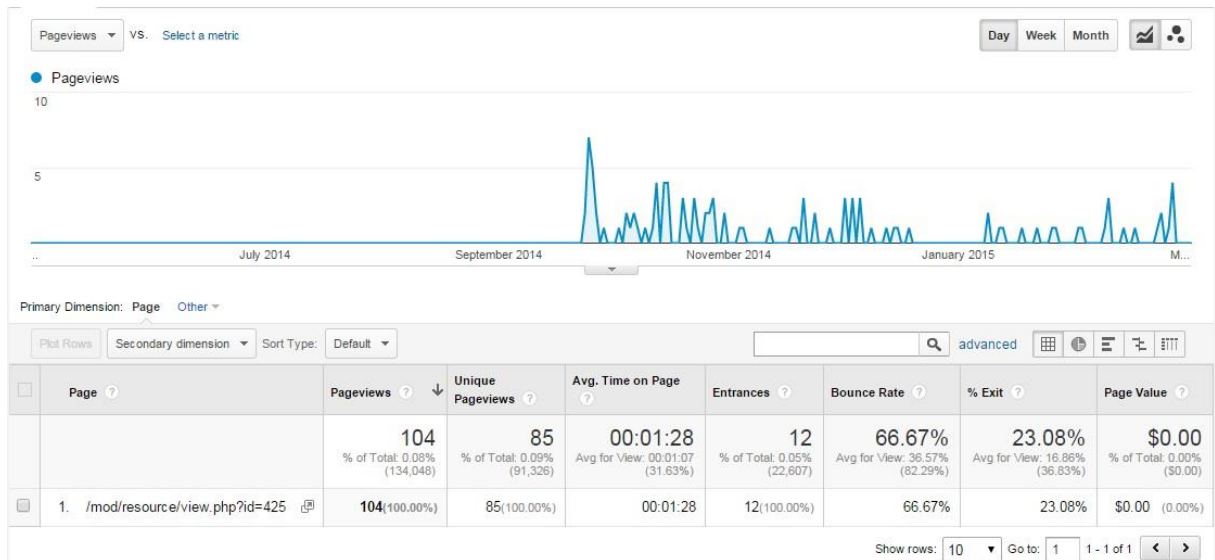 Pageviews VS. Select a metric Day Week Month
Pageviews
10
5
.. July 2014 September 2014 November 2014 January 2015 M...
Primary Dimension: Page Other
Plot Rows Secondary dimension Sort Type: Default advanced
Page ? Pageviews ? Unique Pageviews ? Avg. Time on Page ? Entrances ? Bounce Rate ? % Exit ? Page Value ?
104 85 00:01:28 12 66.67% 23.08% $0.00
% of Total: 0.08% % of Total: 0.09% Avg for View: 00:01:07 % of Total: 0.05% Avg for View: 36.57% Avg for View: 16.86% % of Total: 0.00%
(134,048) (91,326) (31.63%) (22,607) (82.29%) (36.83%) ($0.00)
1. /mod/resource/view.php?id=425 104(100.00%) 85(100.00%) 00:01:28 12(100.00%) 66.67% 23.08% $0.00 (0.00%)
Show rows: 10 Go to: 1 1 - 1 of 1